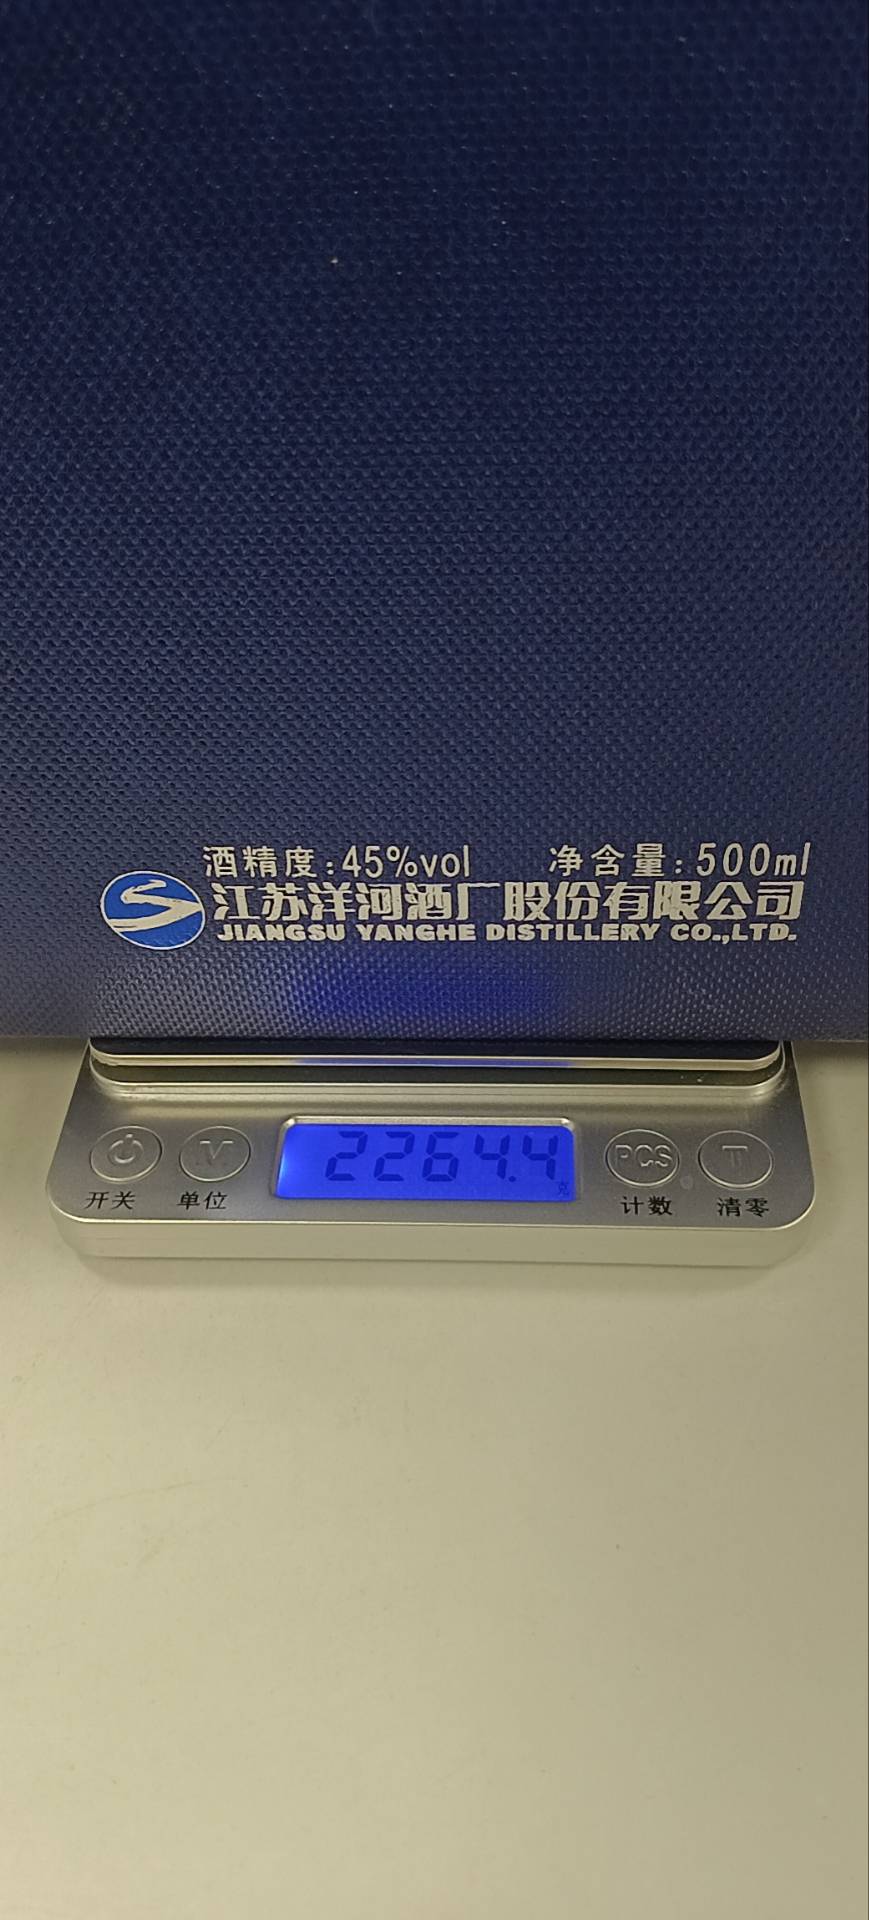 酒精度:45%vol 净含量:500ml
江苏洋河酒厂股份有限公司
JIANGSU YANGHE DISTILLERY CO.,LTD.
M 2264.4 PCS T
克
开关 单位 计数 清零